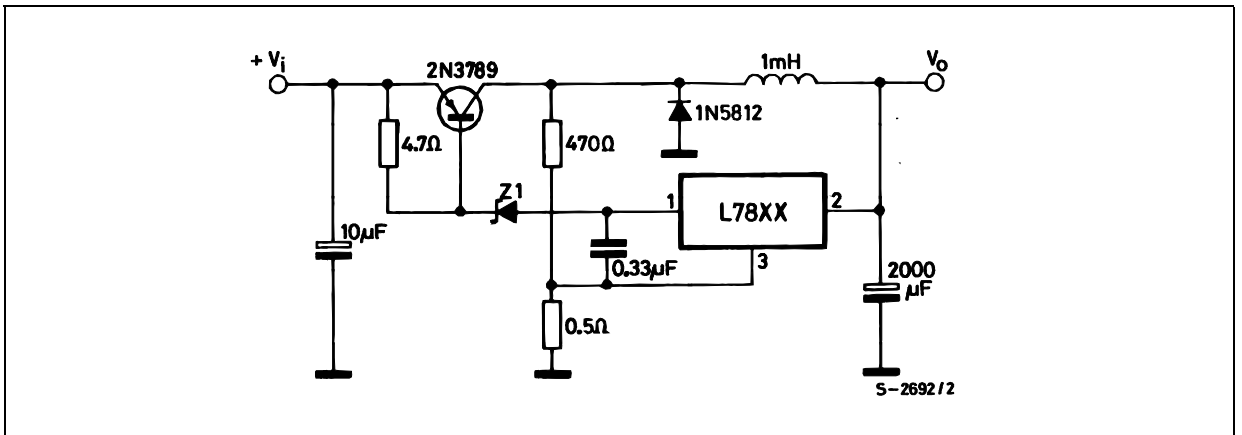 + Vi
2N3789
1mH
Vo
4.7Ω
470Ω
1N5812
Z1
1
L78XX
2
10µF
0.33µF
3
2000
µF
0.5Ω
S-2692/2